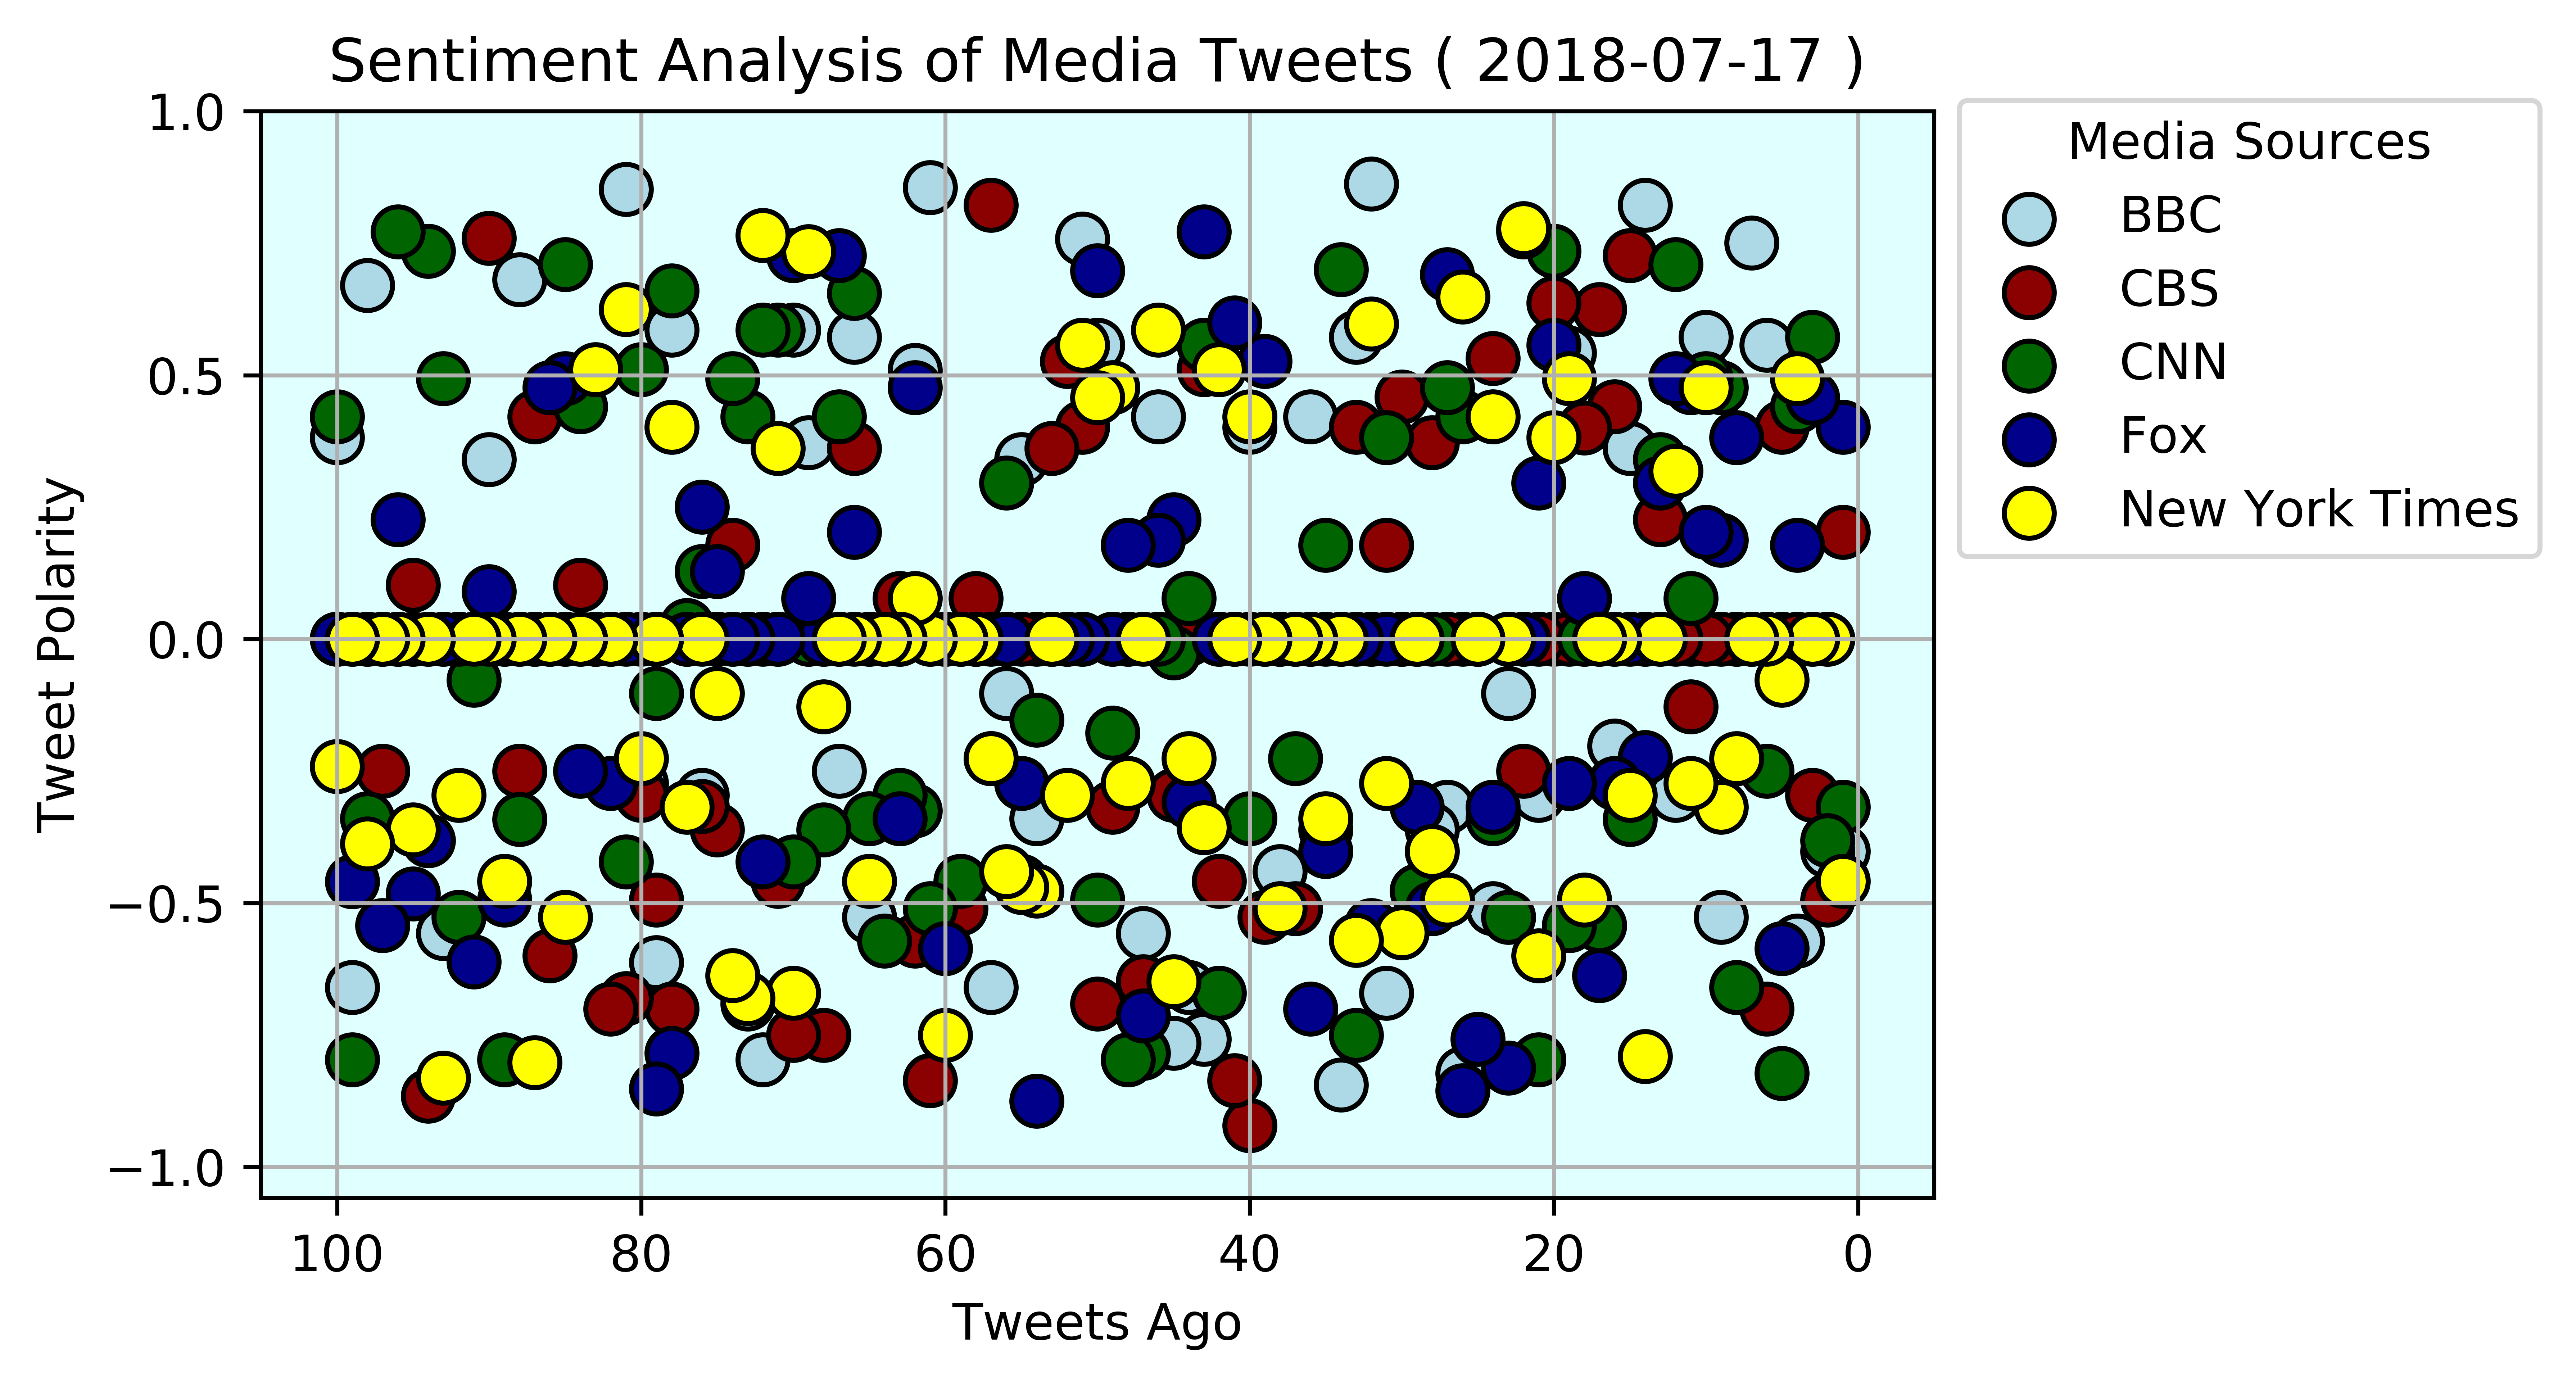 Sentiment Analysis of Media Tweets ( 2018-07-17 )
1.0
0.5
0.0
−0.5
−1.0
Tweet Polarity
100 80 60 40 20 0
Tweets Ago
Media Sources
BBC
CBS
CNN
Fox
New York Times